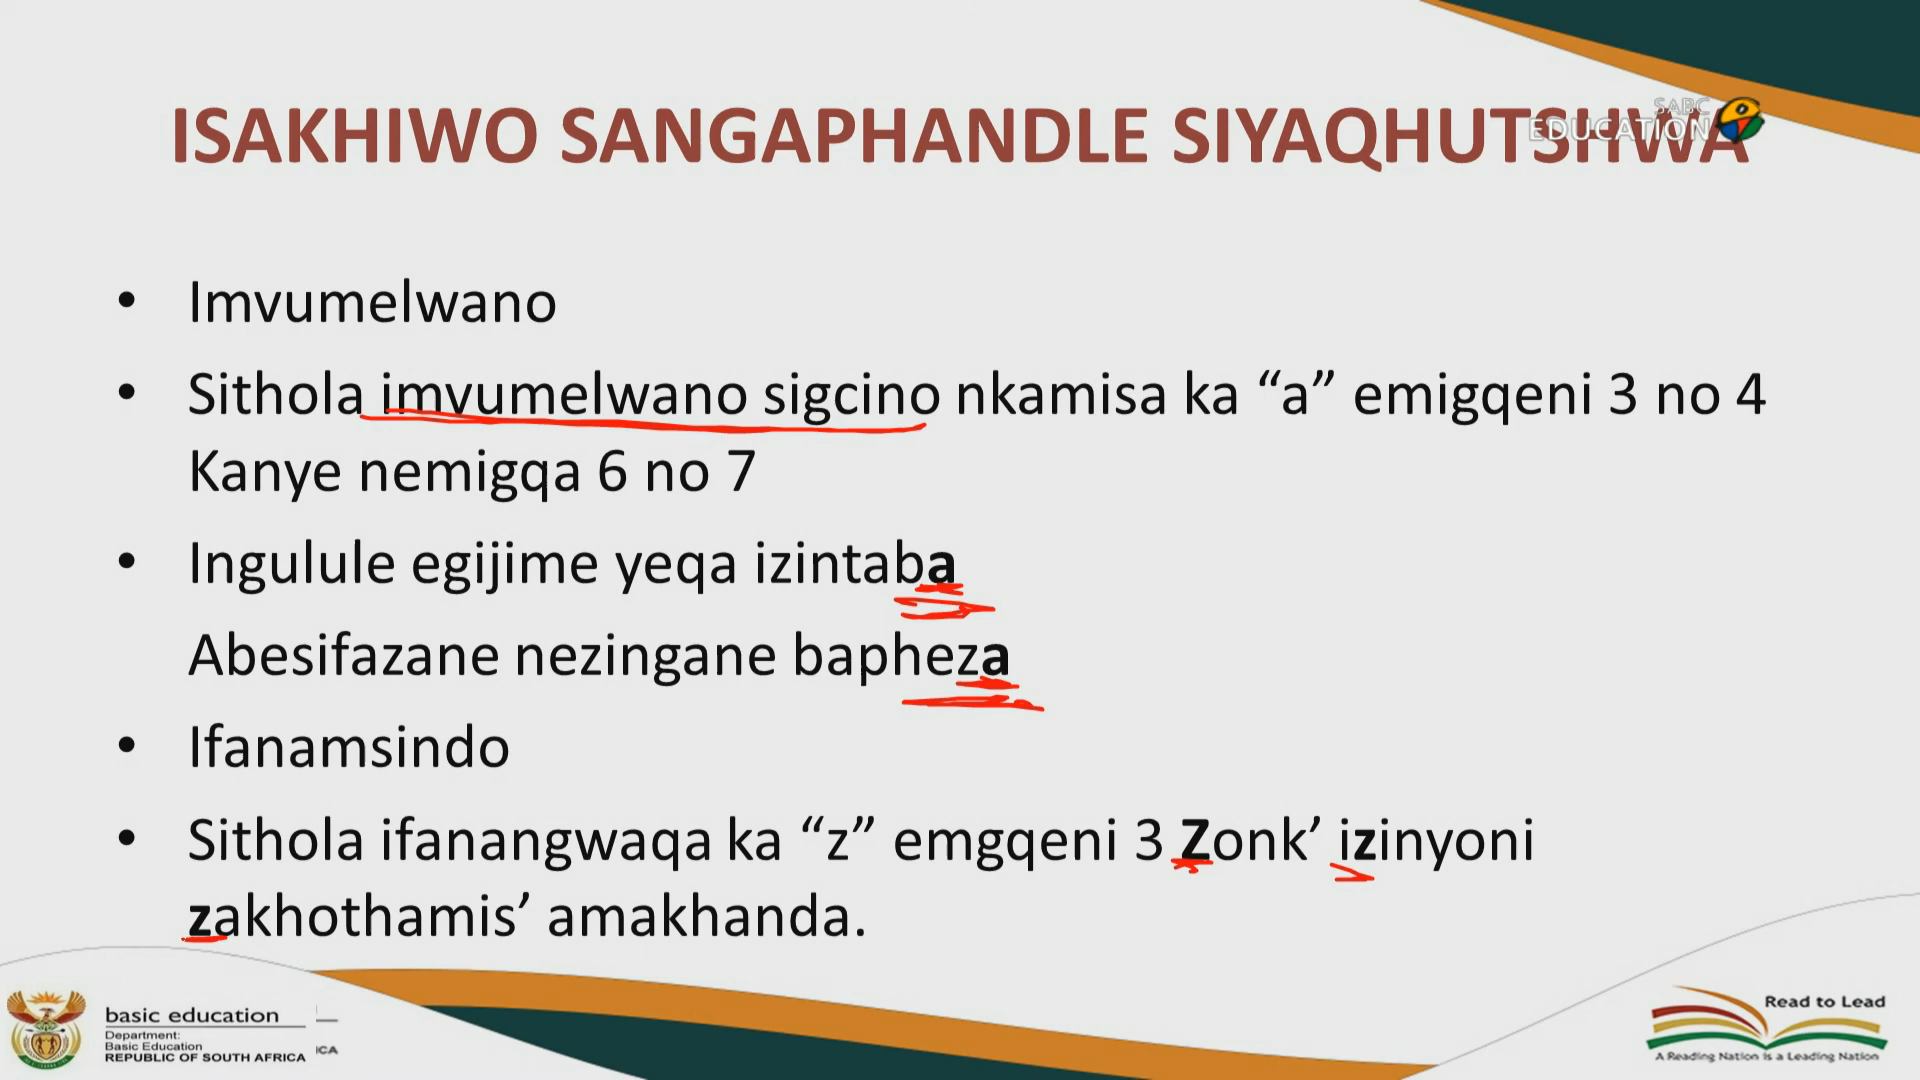 ISAKHIWO SANGAPHANDLE SIYAQHUTSHWA
SABC
EDUCATION
• Imvumelwano
• Sithola imvumelwano sigcino nkamisa ka “a” emigqeni 3 no 4
Kanye nemigqa 6 no 7
• Ingulule egijime yeqa izintaba
Abesifazane nezingane bapheza
• Ifanamsindo
• Sithola ifanangwaqa ka “z” emgqeni 3 Zonk’ izinyoni
zakhothamis’ amakhanda.
basic education
Department:
Basic Education
REPUBLIC OF SOUTH AFRICA
ICA
Read to Lead
A Reading Nation is a Leading Nation